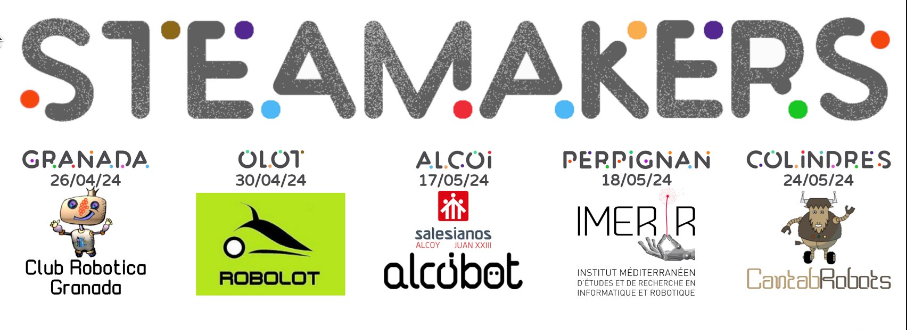 STEAMAKERS
GRANADA
26/04/24
Club Robotica
Granada
OLOT
30/04/24
ROBOLOT
ALCOi
17/05/24
salesianos
ALCOY JUAN XXIII
alcobot
PERPiGNAN
18/05/24
IMERIR
INSTITUT MÉDITERRANÉEN
D'ÉTUDES ET DE RECHERCHE EN
INFORMATIQUE ET ROBOTIQUE
COLiNDRES
24/05/24
CantabRobots